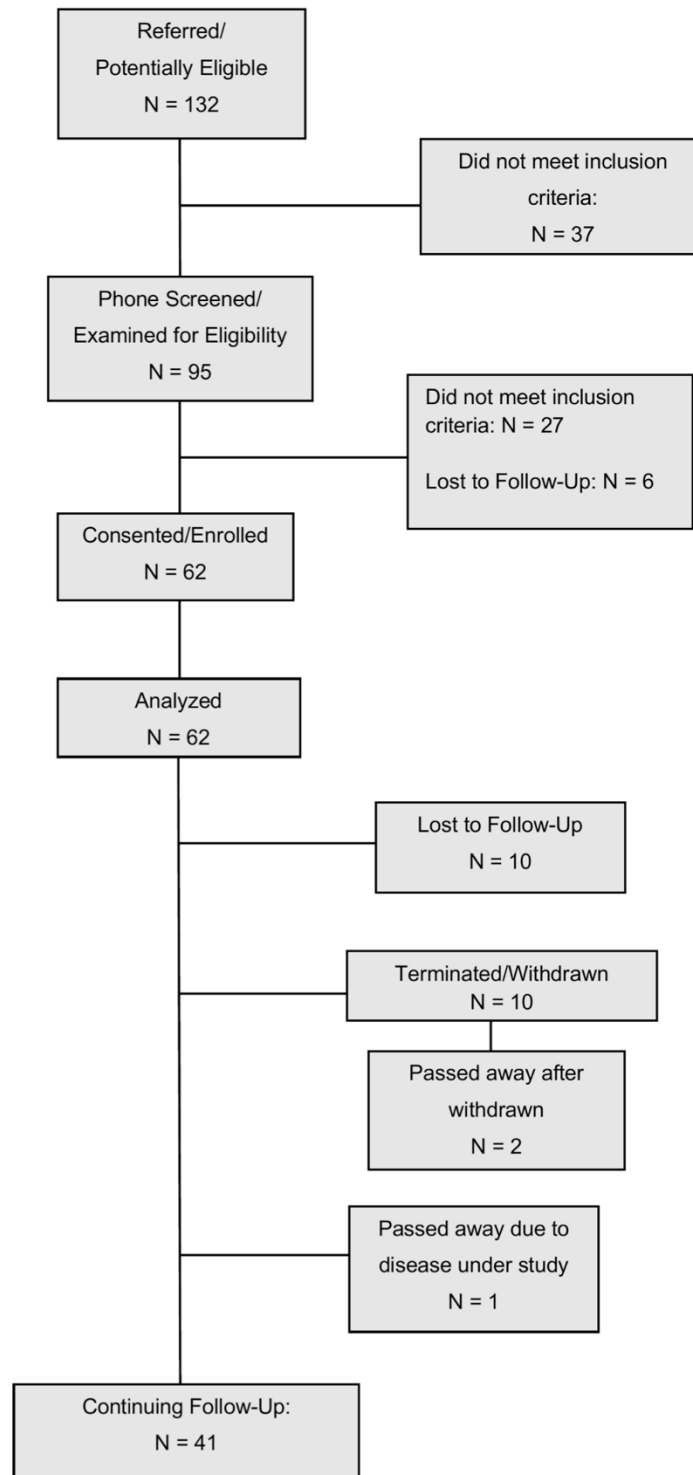 Referred/
Potentially Eligible
N = 132
Did not meet inclusion
criteria:
N = 37
Phone Screened/
Examined for Eligibility
N = 95
Did not meet inclusion
criteria: N = 27
Lost to Follow-Up: N = 6
Consented/Enrolled
N = 62
Analyzed
N = 62
Lost to Follow-Up
N = 10
Terminated/Withdrawn
N = 10
Passed away after
withdrawn
N = 2
Passed away due to
disease under study
N = 1
Continuing Follow-Up:
N = 41